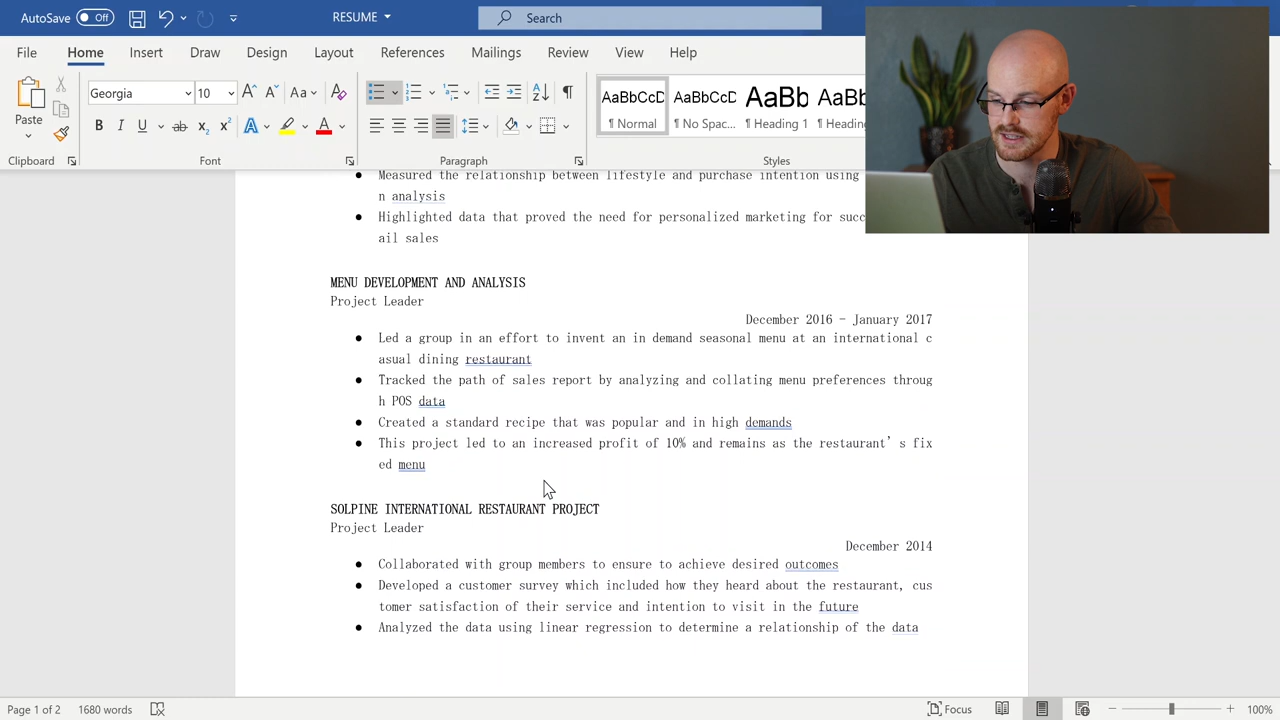 AutoSave Off RESUME Search
File Home Insert Draw Design Layout References Mailings Review View Help
Paste
Georgia 10
AaBbCcD AaBbCcD AaBb AaBbC
¶ Normal ¶ No Spac... Heading 1 Heading
Clipboard Font Paragraph Styles
● Measured the relationship between lifestyle and purchase intention using
n analysis
● Highlighted data that proved the need for personalized marketing for succ
ail sales
MENU DEVELOPMENT AND ANALYSIS
Project Leader
December 2016 - January 2017
● Led a group in an effort to invent an in demand seasonal menu at an international c
asual dining restaurant
● Tracked the path of sales report by analyzing and collating menu preferences throug
h POS data
● Created a standard recipe that was popular and in high demands
● This project led to an increased profit of 10% and remains as the restaurant's fix
ed menu
SOLPINE INTERNATIONAL RESTAURANT PROJECT
Project Leader
December 2014
● Collaborated with group members to ensure to achieve desired outcomes
● Developed a customer survey which included how they heard about the restaurant, cus
tomer satisfaction of their service and intention to visit in the future
● Analyzed the data using linear regression to determine a relationship of the data
Page 1 of 2 1680 words Focus 100%